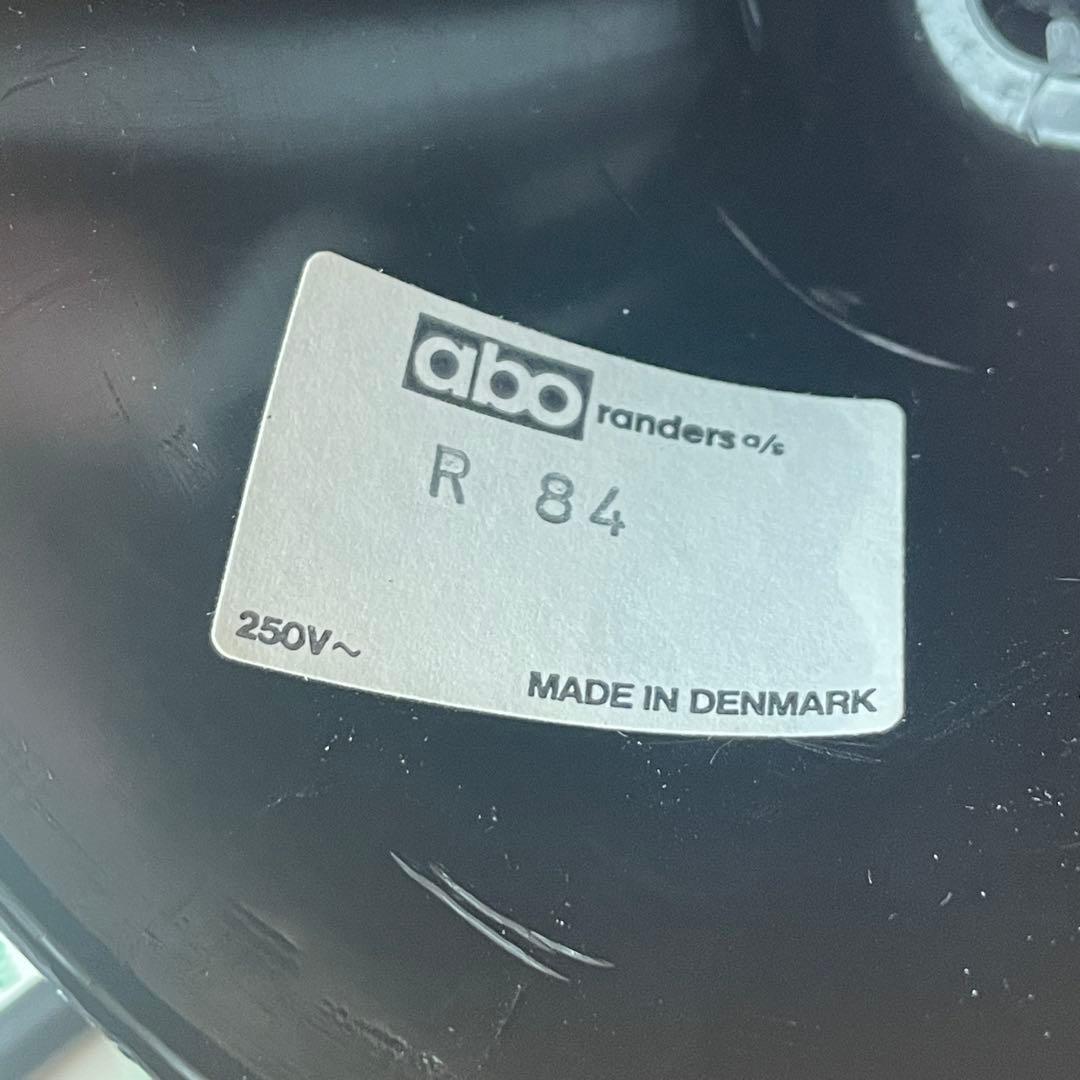 abo randers a/s
R 84
250V~
MADE IN DENMARK